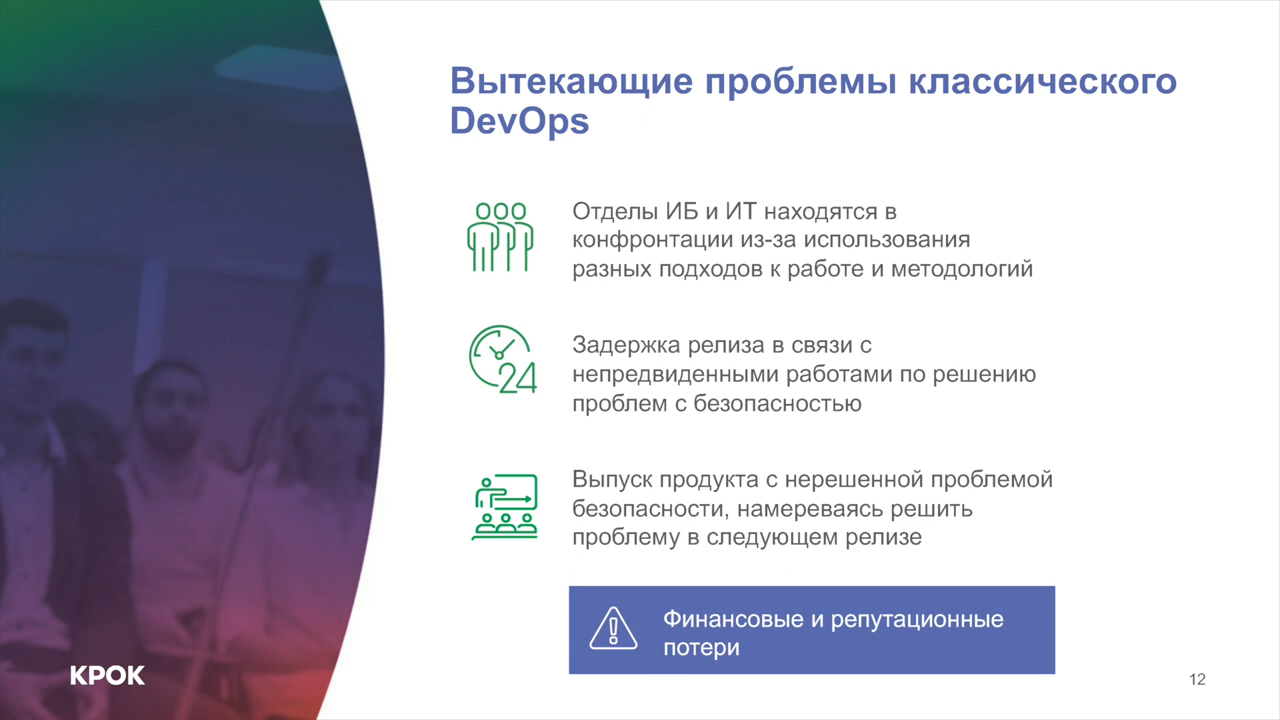 Вытекающие проблемы классического
DevOps
Отделы ИБ и ИТ находятся в
конфронтации из-за использования
разных подходов к работе и методологий
24
Задержка релиза в связи с
непредвиденными работами по решению
проблем с безопасностью
Выпуск продукта с нерешенной проблемой
безопасности, намереваясь решить
проблему в следующем релизе
Финансовые и репутационные
потери
КРОК
12